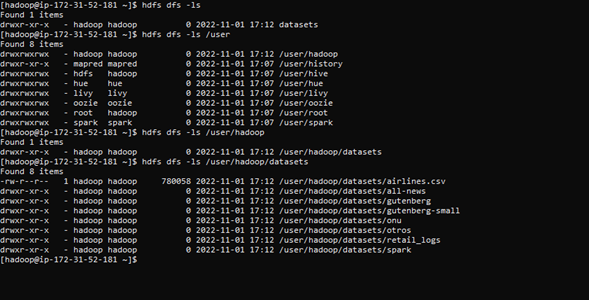 [hadoop@ip-172-31-52-181 ~]$ hdfs dfs -ls
Found 1 items
drwxr-xr-x   - hadoop hadoop          0 2022-11-01 17:12 datasets
[hadoop@ip-172-31-52-181 ~]$ hdfs dfs -ls /user
Found 8 items
drwxrwxrwx   - hadoop hadoop          0 2022-11-01 17:12 /user/hadoop
drwxr-xr-x   - mapred mapred          0 2022-11-01 17:07 /user/history
drwxrwxrwx   - hdfs   hadoop          0 2022-11-01 17:07 /user/hive
drwxrwxrwx   - hue    hue             0 2022-11-01 17:07 /user/hue
drwxrwxrwx   - livy   livy            0 2022-11-01 17:07 /user/livy
drwxrwxrwx   - oozie  oozie           0 2022-11-01 17:07 /user/oozie
drwxrwxrwx   - root   hadoop          0 2022-11-01 17:07 /user/root
drwxrwxrwx   - spark  spark           0 2022-11-01 17:07 /user/spark
[hadoop@ip-172-31-52-181 ~]$ hdfs dfs -ls /user/hadoop
Found 1 items
drwxr-xr-x   - hadoop hadoop          0 2022-11-01 17:12 /user/hadoop/datasets
[hadoop@ip-172-31-52-181 ~]$ hdfs dfs -ls /user/hadoop/datasets
Found 8 items
-rw-r--r--   1 hadoop hadoop     780058 2022-11-01 17:12 /user/hadoop/datasets/airlines.csv
drwxr-xr-x   - hadoop hadoop          0 2022-11-01 17:12 /user/hadoop/datasets/all-news
drwxr-xr-x   - hadoop hadoop          0 2022-11-01 17:12 /user/hadoop/datasets/gutenberg
drwxr-xr-x   - hadoop hadoop          0 2022-11-01 17:12 /user/hadoop/datasets/gutenberg-small
drwxr-xr-x   - hadoop hadoop          0 2022-11-01 17:12 /user/hadoop/datasets/onu
drwxr-xr-x   - hadoop hadoop          0 2022-11-01 17:12 /user/hadoop/datasets/otros
drwxr-xr-x   - hadoop hadoop          0 2022-11-01 17:12 /user/hadoop/datasets/retail_logs
drwxr-xr-x   - hadoop hadoop          0 2022-11-01 17:12 /user/hadoop/datasets/spark
[hadoop@ip-172-31-52-181 ~]$